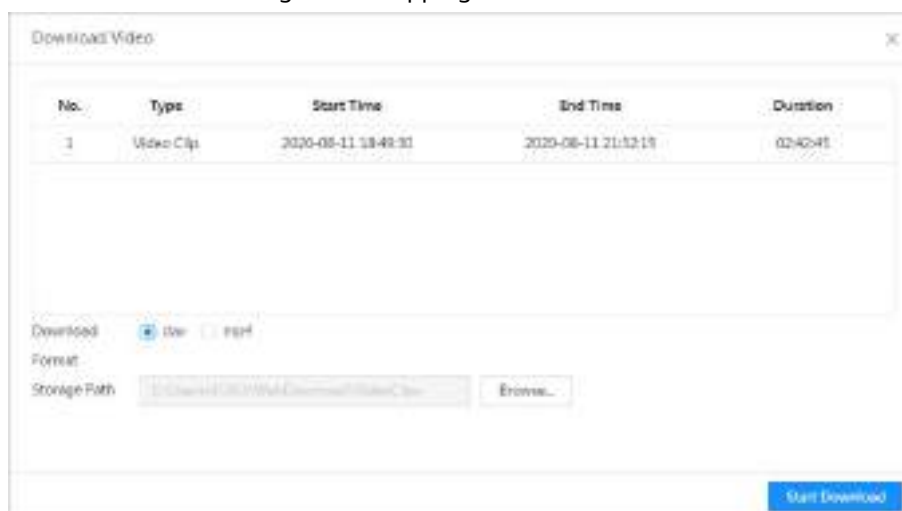 Download Video
No. Type Start Time End Time Duration
1 Video Clip 2020-08-11 18:49:30 2020-08-11 21:32:15 02:42:45
Download dav mp4
Format
Storage Path Browse...
Start Download